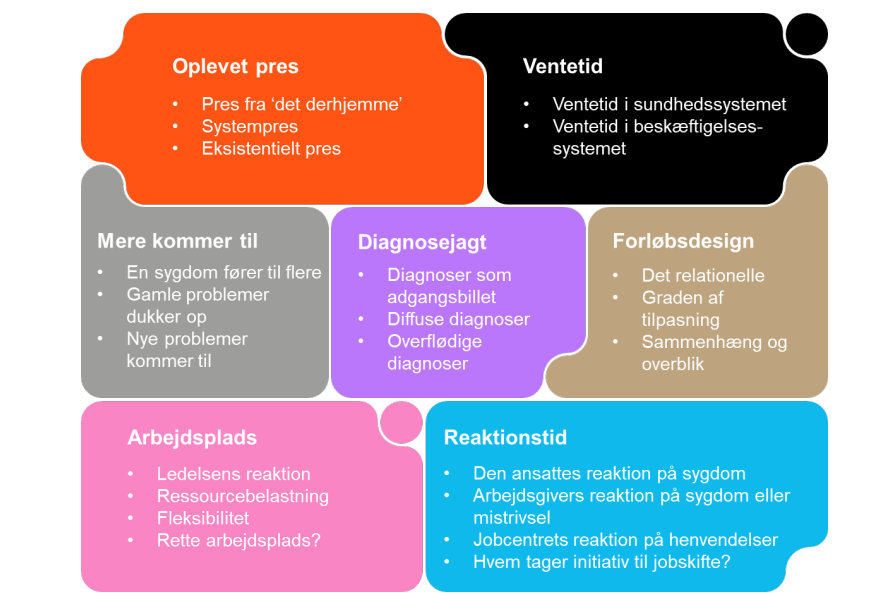 Oplevet pres
• Pres fra ‘det derhjemme’
• Systempres
• Eksistentielt pres
Ventetid
• Ventetid i sundhedssystemet
• Ventetid i beskæftigelses-
systemet
Mere kommer til
• En sygdom fører til flere
• Gamle problemer
dukker op
• Nye problemer
kommer til
Diagnosejagt
• Diagnoser som
adgangsbillet
• Diffuse diagnoser
• Overflødige
diagnoser
Forløbsdesign
• Det relationelle
• Graden af
tilpasning
• Sammenhæng og
overblik
Arbejdsplads
• Ledelsens reaktion
• Ressourcebelastning
• Fleksibilitet
• Rette arbejdsplads?
Reaktionstid
• Den ansattes reaktion på sygdom
• Arbejdsgivers reaktion på sygdom eller
mistrivsel
• Jobcentrets reaktion på henvendelser
• Hvem tager initiativ til jobskifte?